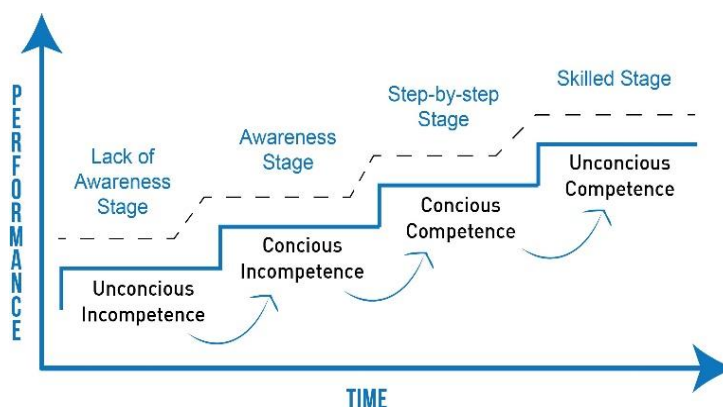 PERFORMANCE
Lack of
Awareness
Stage
Awareness
Stage
Step-by-step
Stage
Skilled Stage
Unconcious
Incompetence
Concious
Incompetence
Concious
Competence
Unconcious
Competence
TIME